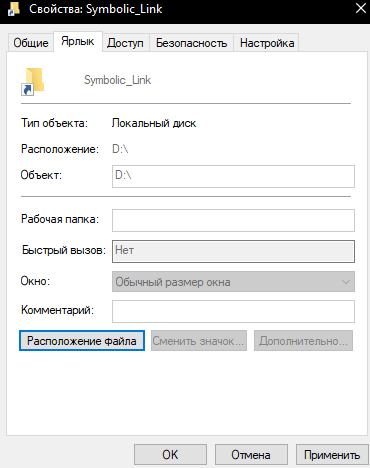 Свойства: Symbolic_Link
Общие Ярлык Доступ Безопасность Настройка
Symbolic_Link
Тип объекта: Локальный диск
Расположение: D:\
Объект: D:\
Рабочая папка:
Быстрый вызов: Нет
Окно: Обычный размер окна
Комментарий:
Расположение файла Сменить значок... Дополнительно...
OK Отмена Применить